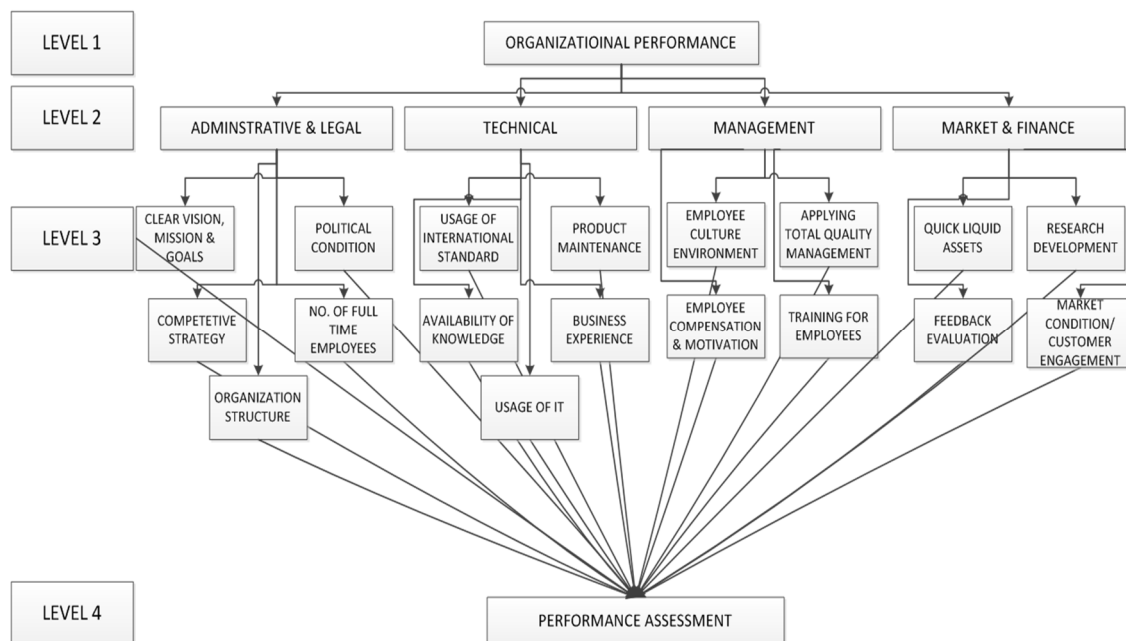 LEVEL 1
ORGANIZATIOINAL PERFORMANCE
LEVEL 2
ADMINSTRATIVE & LEGAL
TECHNICAL
MANAGEMENT
MARKET & FINANCE
LEVEL 3
CLEAR VISION,
MISSION &
GOALS
POLITICAL
CONDITION
USAGE OF
INTERNATIONAL
STANDARD
PRODUCT
MAINTENANCE
EMPLOYEE
CULTURE
ENVIRONMENT
APPLYING
TOTAL QUALITY
MANAGEMENT
QUICK LIQUID
ASSETS
RESEARCH
DEVELOPMENT
COMPETETIVE
STRATEGY
NO. OF FULL
TIME
EMPLOYEES
AVAILABILITY OF
KNOWLEDGE
BUSINESS
EXPERIENCE
EMPLOYEE
COMPENSATION
& MOTIVATION
TRAINING FOR
EMPLOYEES
FEEDBACK
EVALUATION
MARKET
CONDITION/
CUSTOMER
ENGAGEMENT
ORGANIZATION
STRUCTURE
USAGE OF IT
LEVEL 4
PERFORMANCE ASSESSMENT